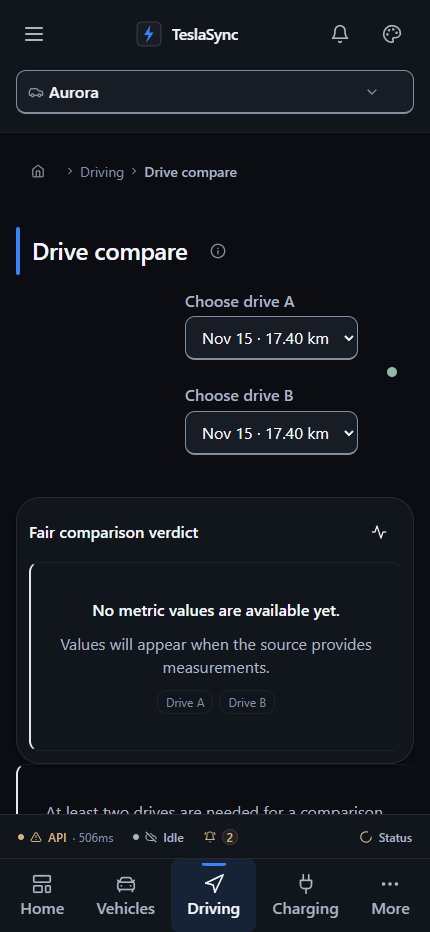 TeslaSync
Aurora
Driving
Drive compare
Drive compare
Choose drive A
Nov 15 · 17.40 km
Choose drive B
Nov 15 · 17.40 km
Fair comparison verdict
No metric values are available yet.
Values will appear when the source provides
measurements.
Drive A Drive B
At least two drives are needed for a comparison
API · 506ms Idle 2 Status
Home Vehicles Driving Charging More